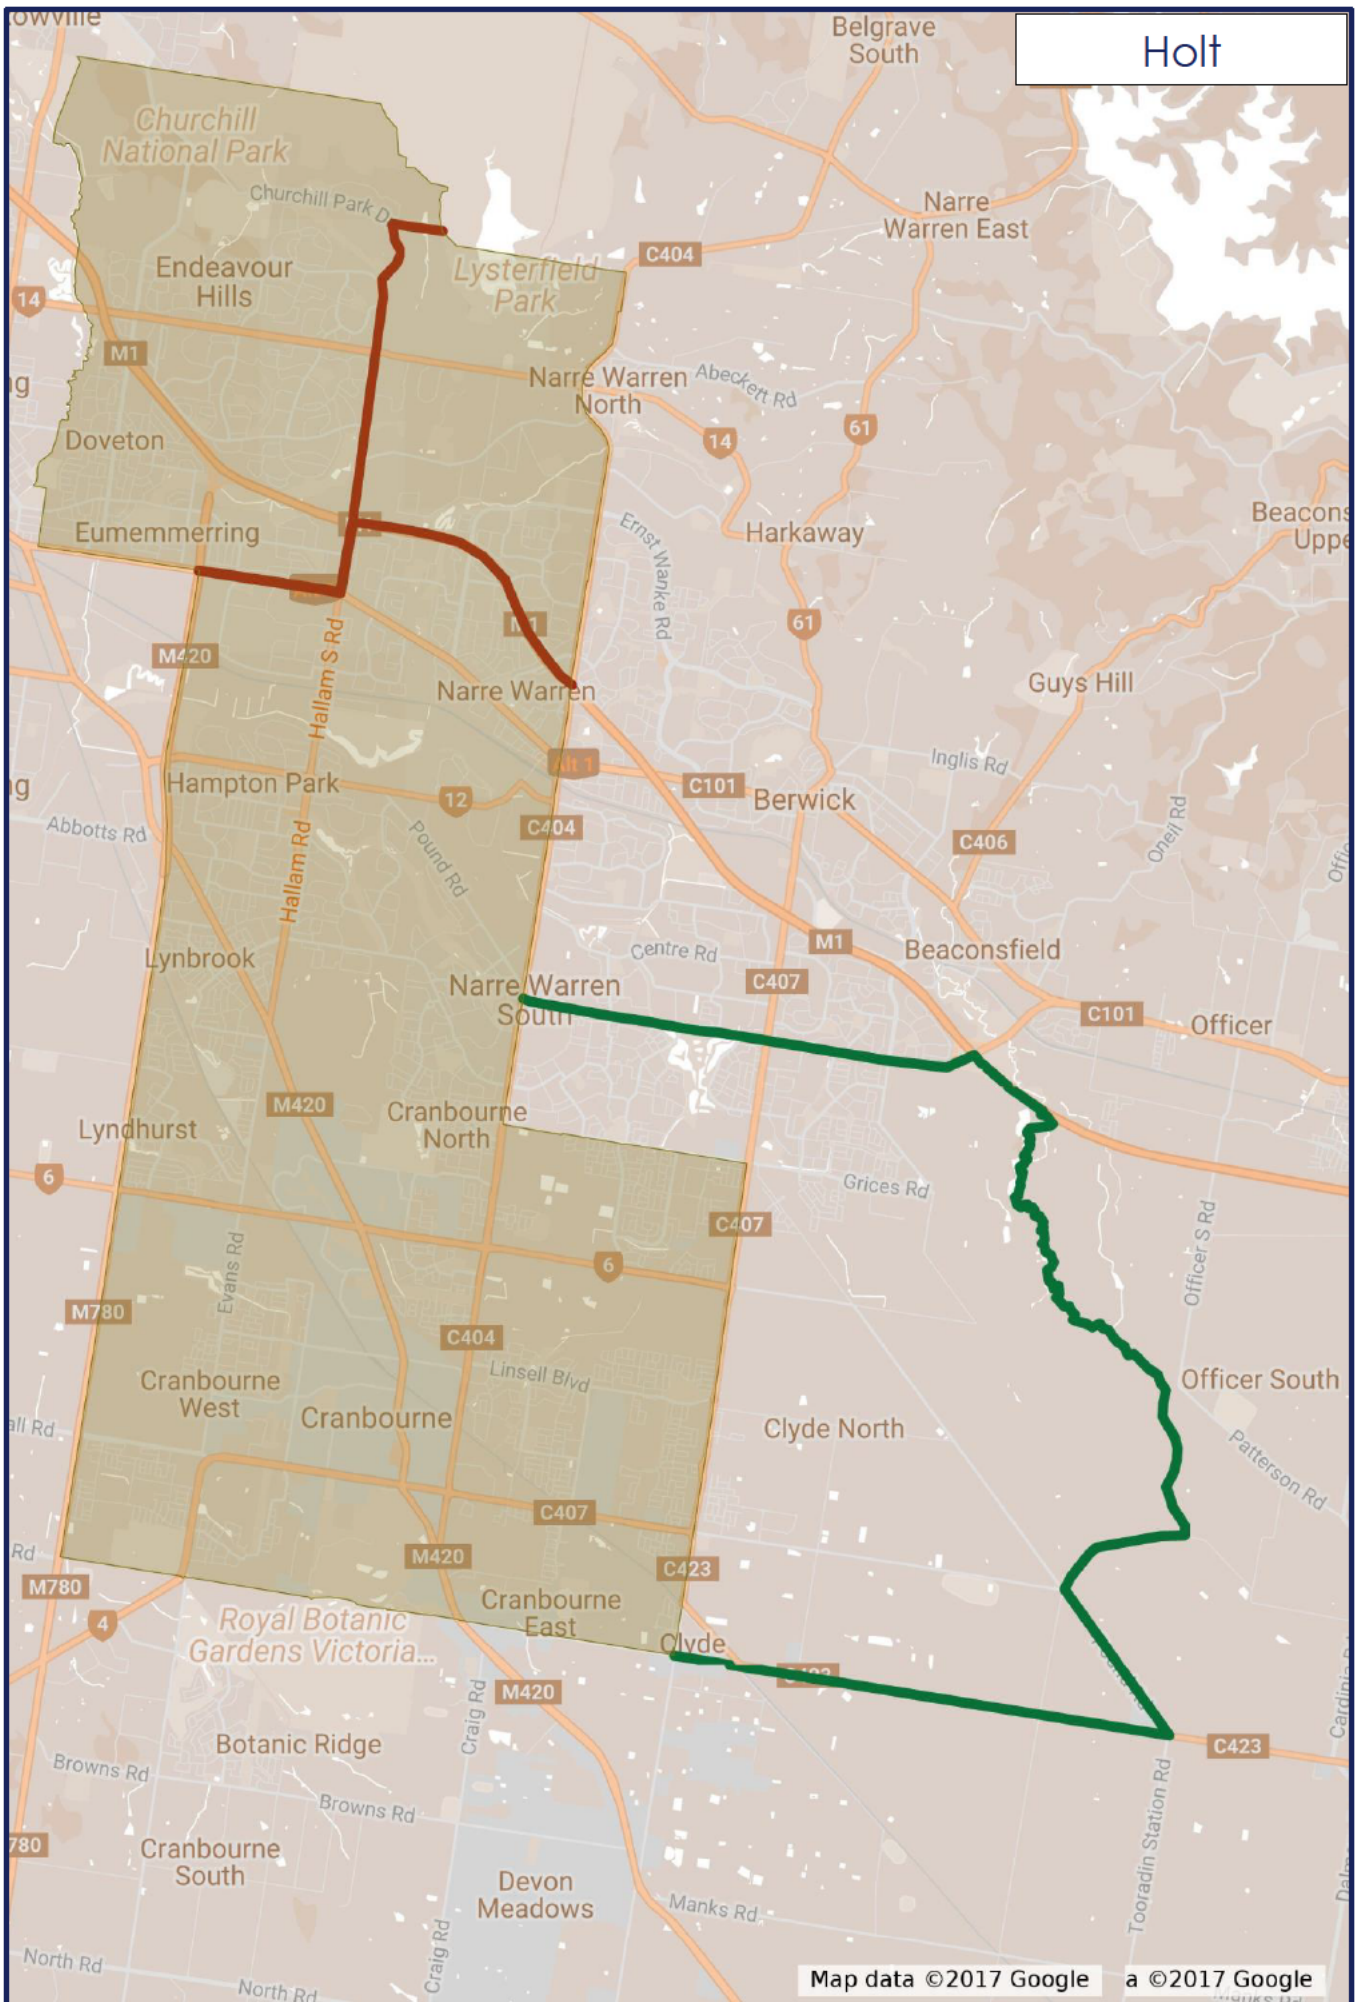 Holt
Belgrave
South
Churchill
National Park
Churchill Park D
Narre
Warren East
C404
Endeavour
Hills
Lysterfield
Park
14
M1
Narre Warren
North
Abeckett Rd
14
61
Doveton
Eumemmerring
Ernst Wanke Rd
Harkaway
61
M420
Hallam S Rd
Guys Hill
Narre Warren
Alt 1
C101
Inglis Rd
Hampton Park
12
Berwick
C404
Abbotts Rd
Pound Rd
C406
Oneil Rd
Hallam Rd
M1
Lynbrook
Centre Rd
Beaconsfield
C407
Narre Warren
South
C101
Officer
M420
Cranbourne
North
Lyndhurst
6
Grices Rd
C407
Officer S Rd
Evans Rd
6
M780
C404
Linsell Blvd
Cranbourne
West
Officer South
Cranbourne
Clyde North
Patterson Rd
C407
M420
C423
Rd
M780
Cranbourne
East
4
Royal Botanic
Gardens Victoria...
Clyde
M420
Craig Rd
Botanic Ridge
C423
Browns Rd
Browns Rd
Tooradin Station Rd
780
Cranbourne
South
Devon
Meadows
Manks Rd
Craig Rd
North Rd
North Rd
Map data ©2017 Google
a ©2017 Google